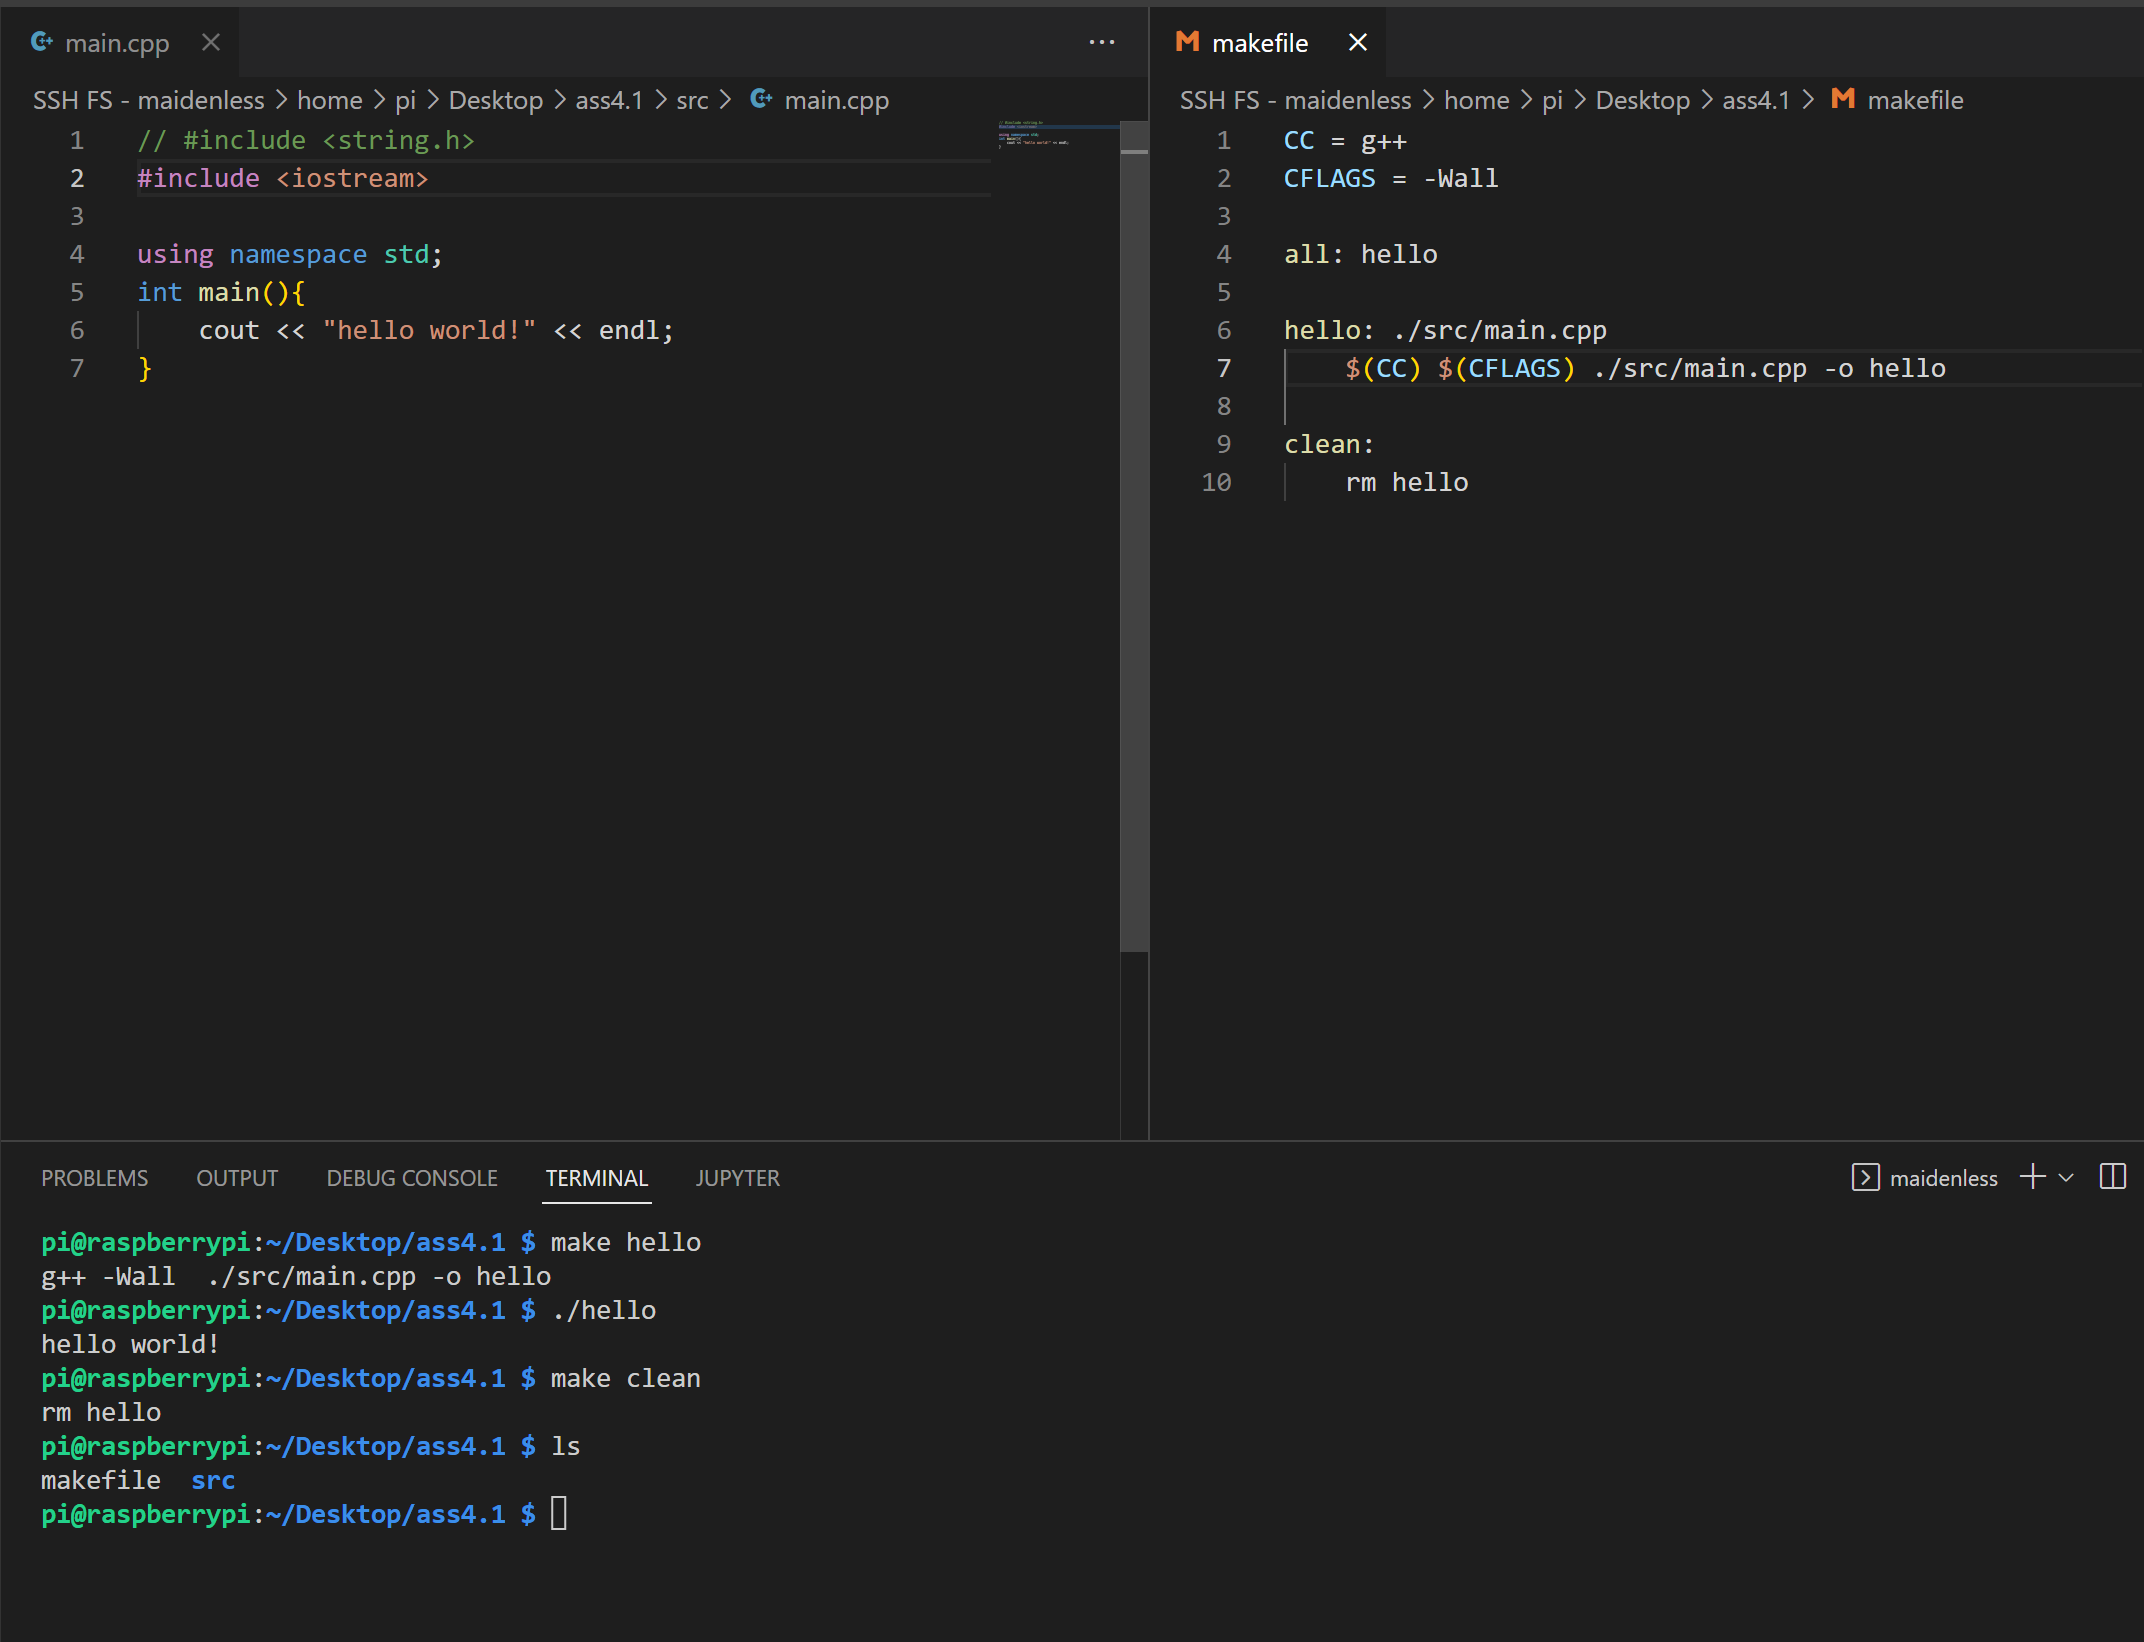 main.cpp
SSH FS - maidenless > home > pi > Desktop > ass4.1 > src > main.cpp
1 // #include <string.h>
2 #include <iostream>
3
4 using namespace std;
5 int main(){
6     cout << "hello world!" << endl;
7 }
makefile
SSH FS - maidenless > home > pi > Desktop > ass4.1 > makefile
1 CC = g++
2 CFLAGS = -Wall
3
4 all: hello
5
6 hello: ./src/main.cpp
7     $(CC) $(CFLAGS) ./src/main.cpp -o hello
8
9 clean:
10     rm hello
PROBLEMS OUTPUT DEBUG CONSOLE TERMINAL JUPYTER maidenless
pi@raspberrypi:~/Desktop/ass4.1 $ make hello
g++ -Wall  ./src/main.cpp -o hello
pi@raspberrypi:~/Desktop/ass4.1 $ ./hello
hello world!
pi@raspberrypi:~/Desktop/ass4.1 $ make clean
rm hello
pi@raspberrypi:~/Desktop/ass4.1 $ ls
makefile  src
pi@raspberrypi:~/Desktop/ass4.1 $